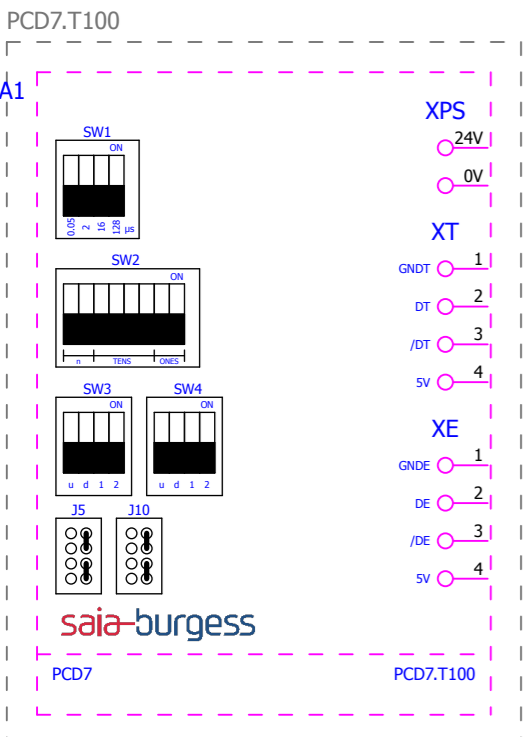 PCD7.T100
A1
XPS
24V
0V
SW1
ON
0.05 2 16 128 µs
XT
GNDT 1
DT 2
/DT 3
5V 4
SW2
ON
n TENS ONES
SW3
ON
u d 1 2
SW4
ON
u d 1 2
XE
GNDE 1
DE 2
/DE 3
5V 4
J5
J10
saia-burgess
PCD7
PCD7.T100